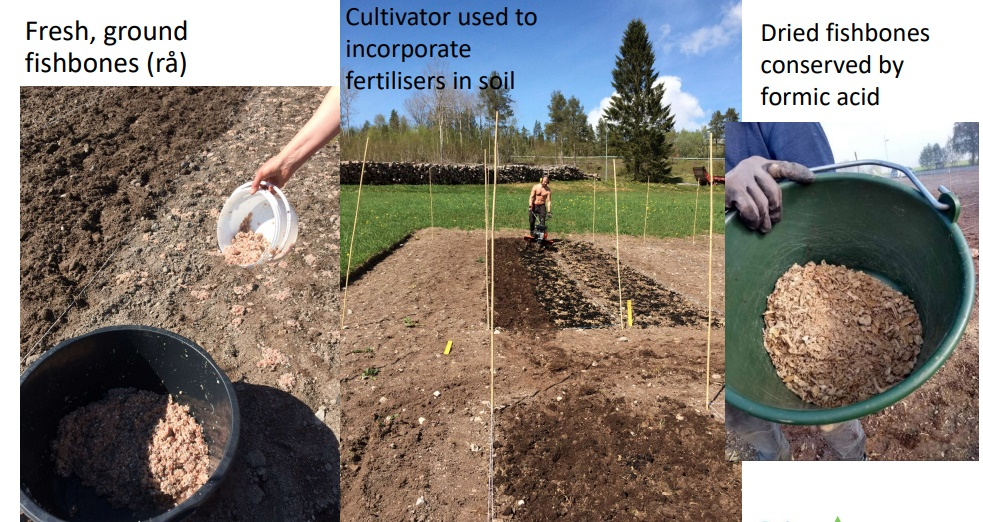 Fresh, ground
fishbones (rå)
Cultivator used to
incorporate
fertilisers in soil
Dried fishbones
conserved by
formic acid